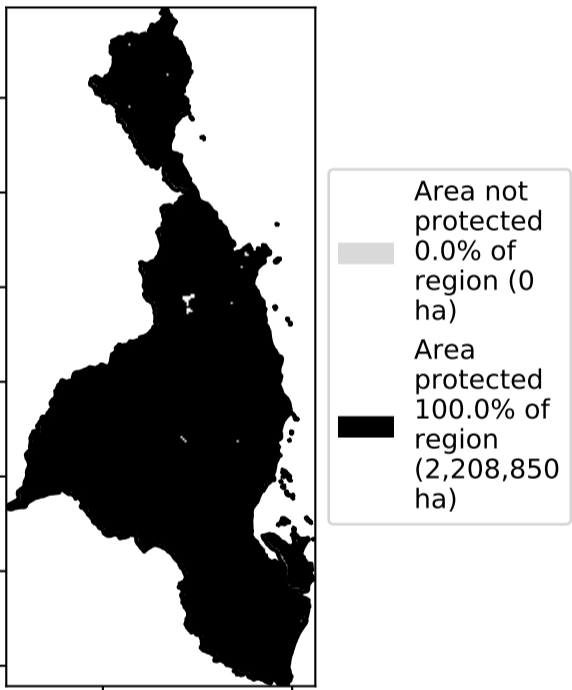 Area not
protected
0.0% of
region (0
ha)
Area
protected
100.0% of
region
(2,208,850
ha)